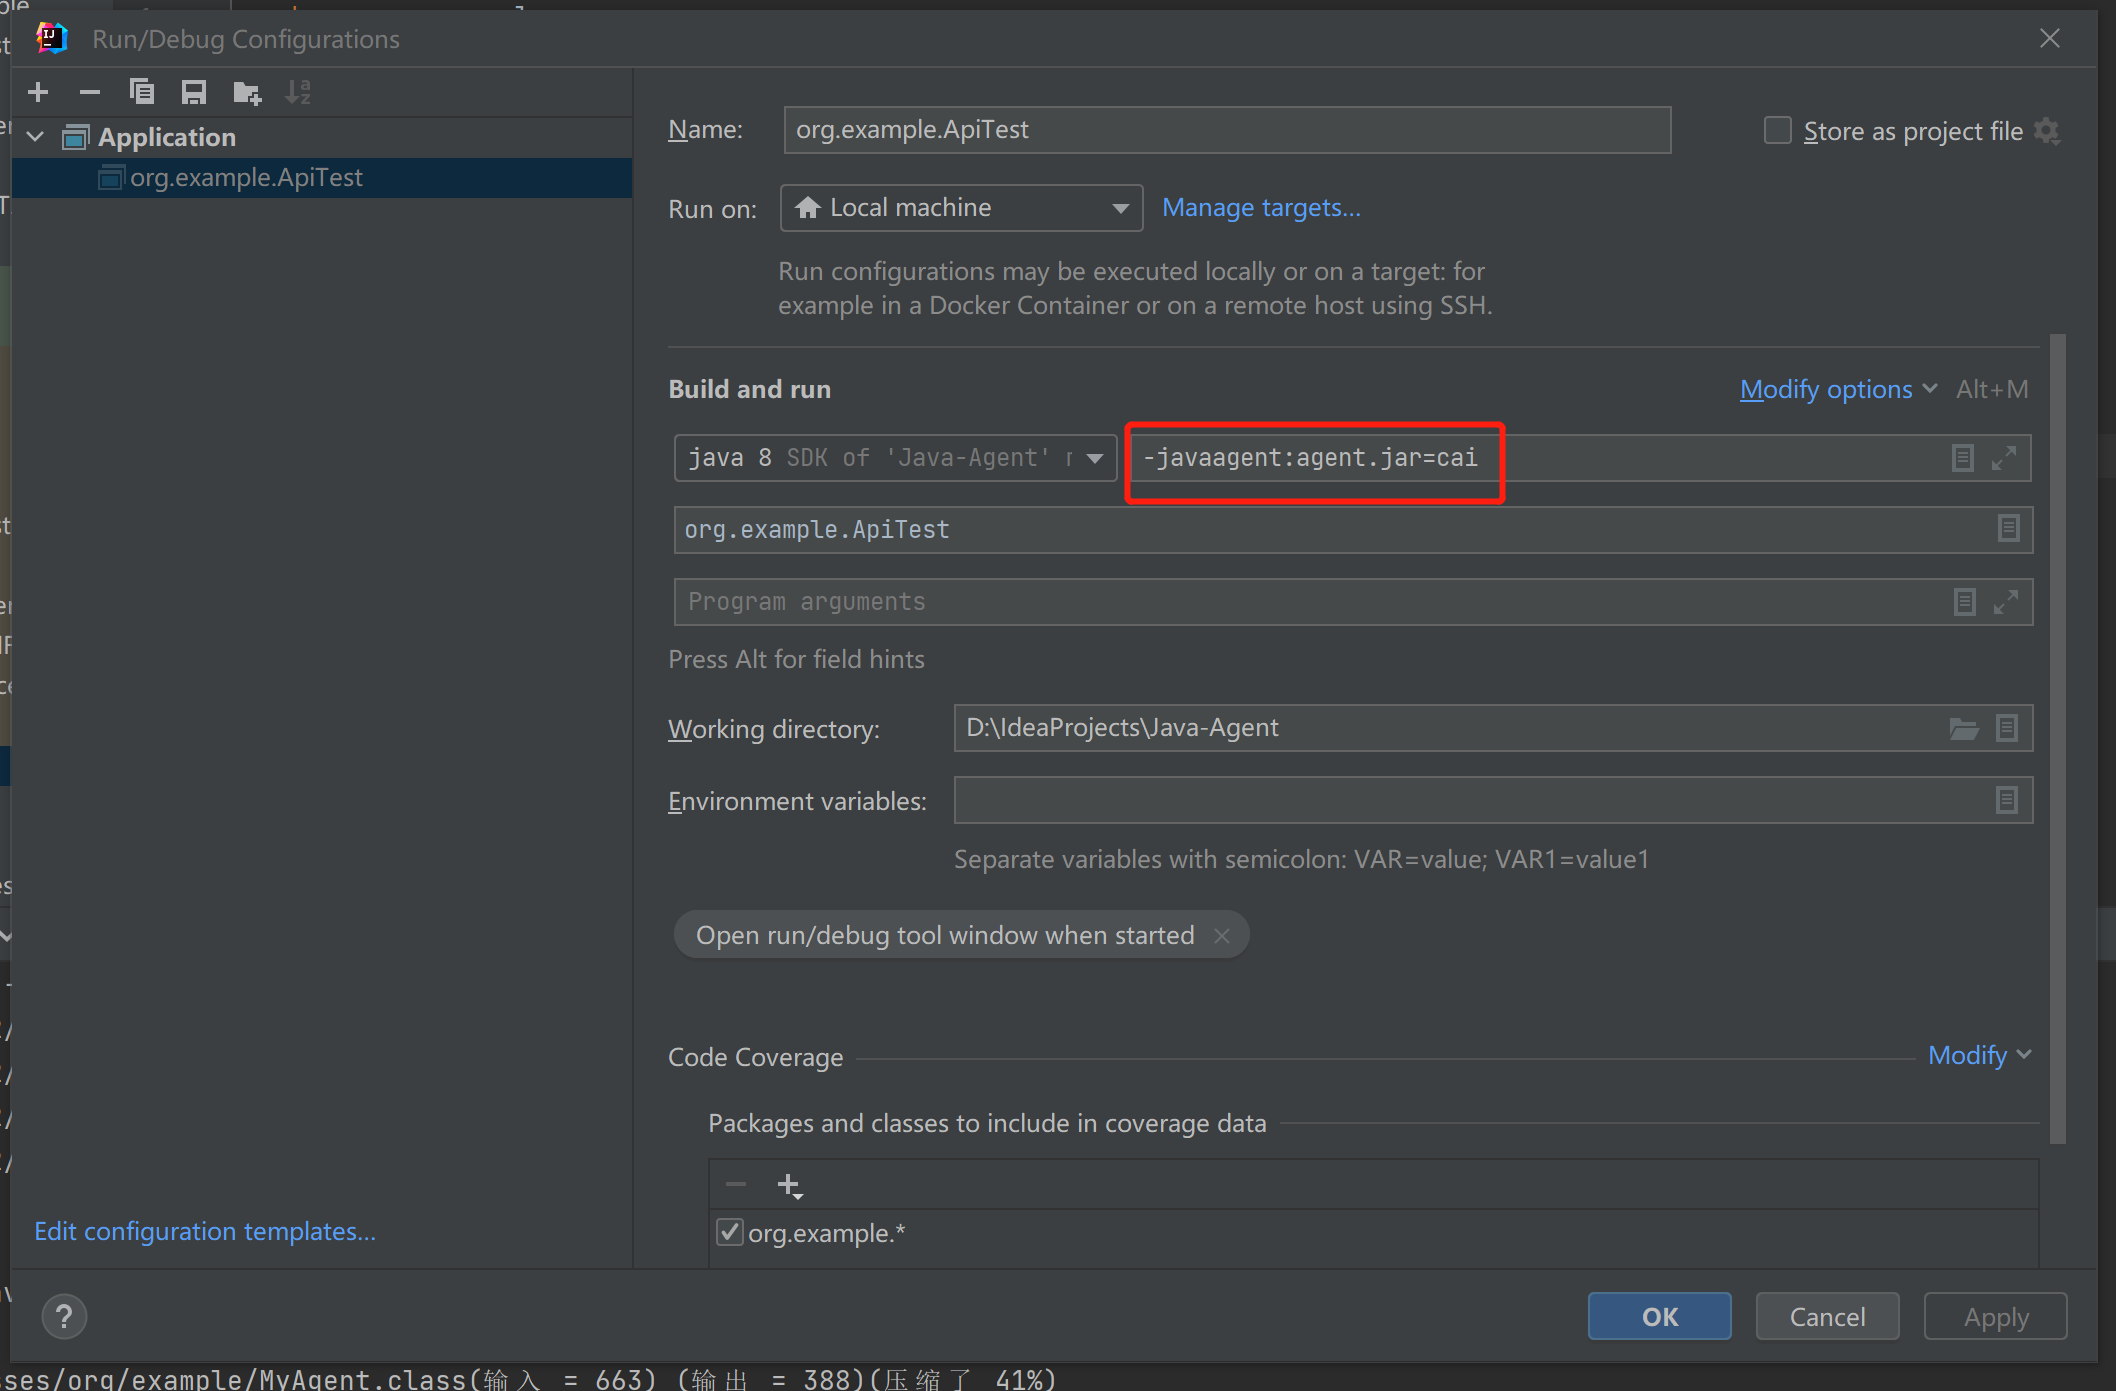 Run/Debug Configurations
Application
org.example.ApiTest
Name: org.example.ApiTest Store as project file
Run on: Local machine Manage targets...
Run configurations may be executed locally or on a target: for
example in a Docker Container or on a remote host using SSH.
Build and run Modify options Alt+M
java 8 SDK of 'Java-Agent' -javaagent:agent.jar=cai
org.example.ApiTest
Program arguments
Press Alt for field hints
Working directory: D:\IdeaProjects\Java-Agent
Environment variables:
Separate variables with semicolon: VAR=value; VAR1=value1
Open run/debug tool window when started
Code Coverage Modify
Packages and classes to include in coverage data
org.example.*
Edit configuration templates...
? OK Cancel Apply
sses/org/example/MyAgent.class(输入 = 663) (输出 = 388)(压缩了 41%)